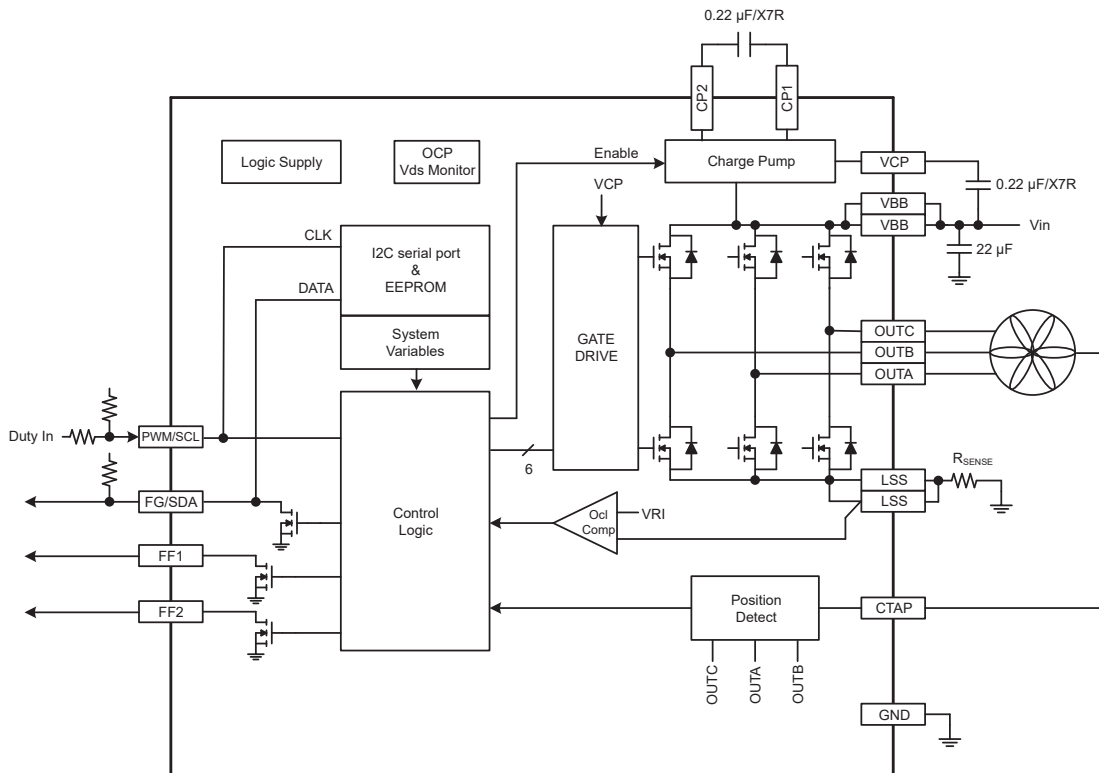 0.22 µF/X7R
CP2
CP1
Logic Supply
OCP
Vds Monitor
Enable
Charge Pump
VCP
0.22 µF/X7R
VCP
VBB
VBB
Vin
22 µF
CLK
I2C serial port
&
EEPROM
DATA
System
Variables
GATE
DRIVE
OUTC
OUTB
OUTA
Duty In
PWM/SCL
6
RSENSE
LSS
LSS
FG/SDA
Control
Logic
Ocl
Comp
VRI
FF1
FF2
Position
Detect
CTAP
OUTC
OUTA
OUTB
GND